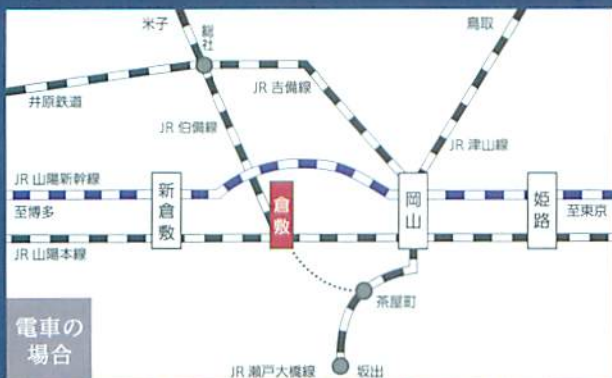 米子
総社
鳥取
井原鉄道
JR 吉備線
JR 伯備線
JR 津山線
JR 山陽新幹線
至博多
新倉敷
倉敷
岡山
姫路
至東京
JR 山陽本線
茶屋町
電車の
場合
JR 瀬戸大橋線
坂出